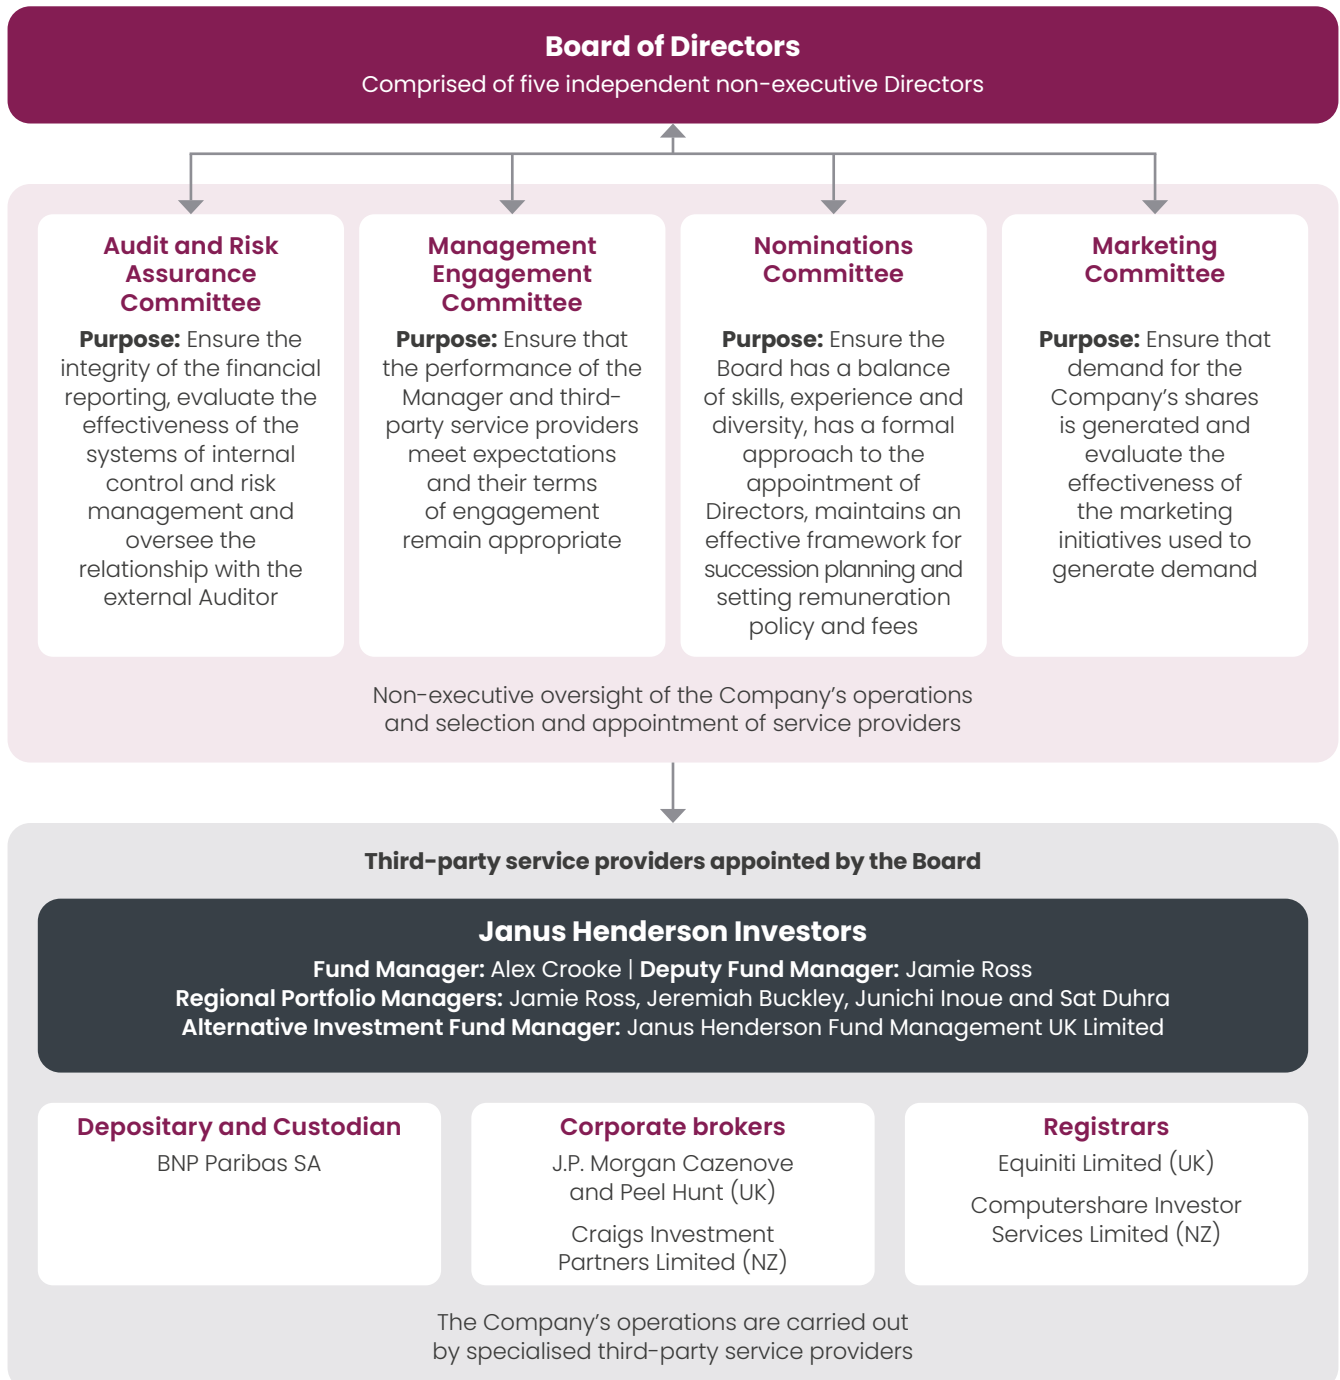 Board of Directors
Comprised of five independent non-executive Directors
Audit and Risk
Assurance
Committee
Purpose: Ensure the
integrity of the financial
reporting, evaluate the
effectiveness of the
systems of internal
control and risk
management and
oversee the
relationship with the
external Auditor
Management
Engagement
Committee
Purpose: Ensure that
the performance of the
Manager and third-
party service providers
meet expectations
and their terms
of engagement
remain appropriate
Nominations
Committee
Purpose: Ensure the
Board has a balance
of skills, experience and
diversity, has a formal
approach to the
appointment of
Directors, maintains an
effective framework for
succession planning and
setting remuneration
policy and fees
Marketing
Committee
Purpose: Ensure that
demand for the
Company’s shares
is generated and
evaluate the
effectiveness of
the marketing
initiatives used to
generate demand
Non-executive oversight of the Company’s operations
and selection and appointment of service providers
Third-party service providers appointed by the Board
Janus Henderson Investors
Fund Manager: Alex Crooke | Deputy Fund Manager: Jamie Ross
Regional Portfolio Managers: Jamie Ross, Jeremiah Buckley, Junichi Inoue and Sat Duhra
Alternative Investment Fund Manager: Janus Henderson Fund Management UK Limited
Depositary and Custodian
BNP Paribas SA
Corporate brokers
J.P. Morgan Cazenove
and Peel Hunt (UK)
Craigs Investment
Partners Limited (NZ)
Registrars
Equiniti Limited (UK)
Computershare Investor
Services Limited (NZ)
The Company’s operations are carried out
by specialised third-party service providers